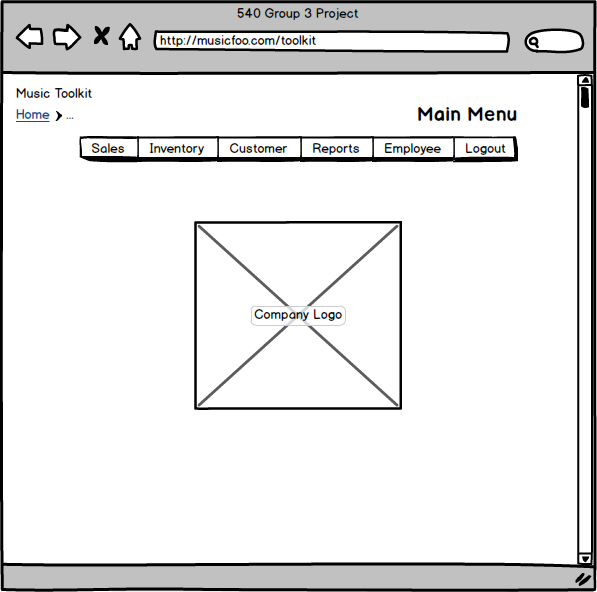 540 Group 3 Project
http://musicfoo.com/toolkit
Music Toolkit
Home > ...
Main Menu
Sales Inventory Customer Reports Employee Logout
Company Logo